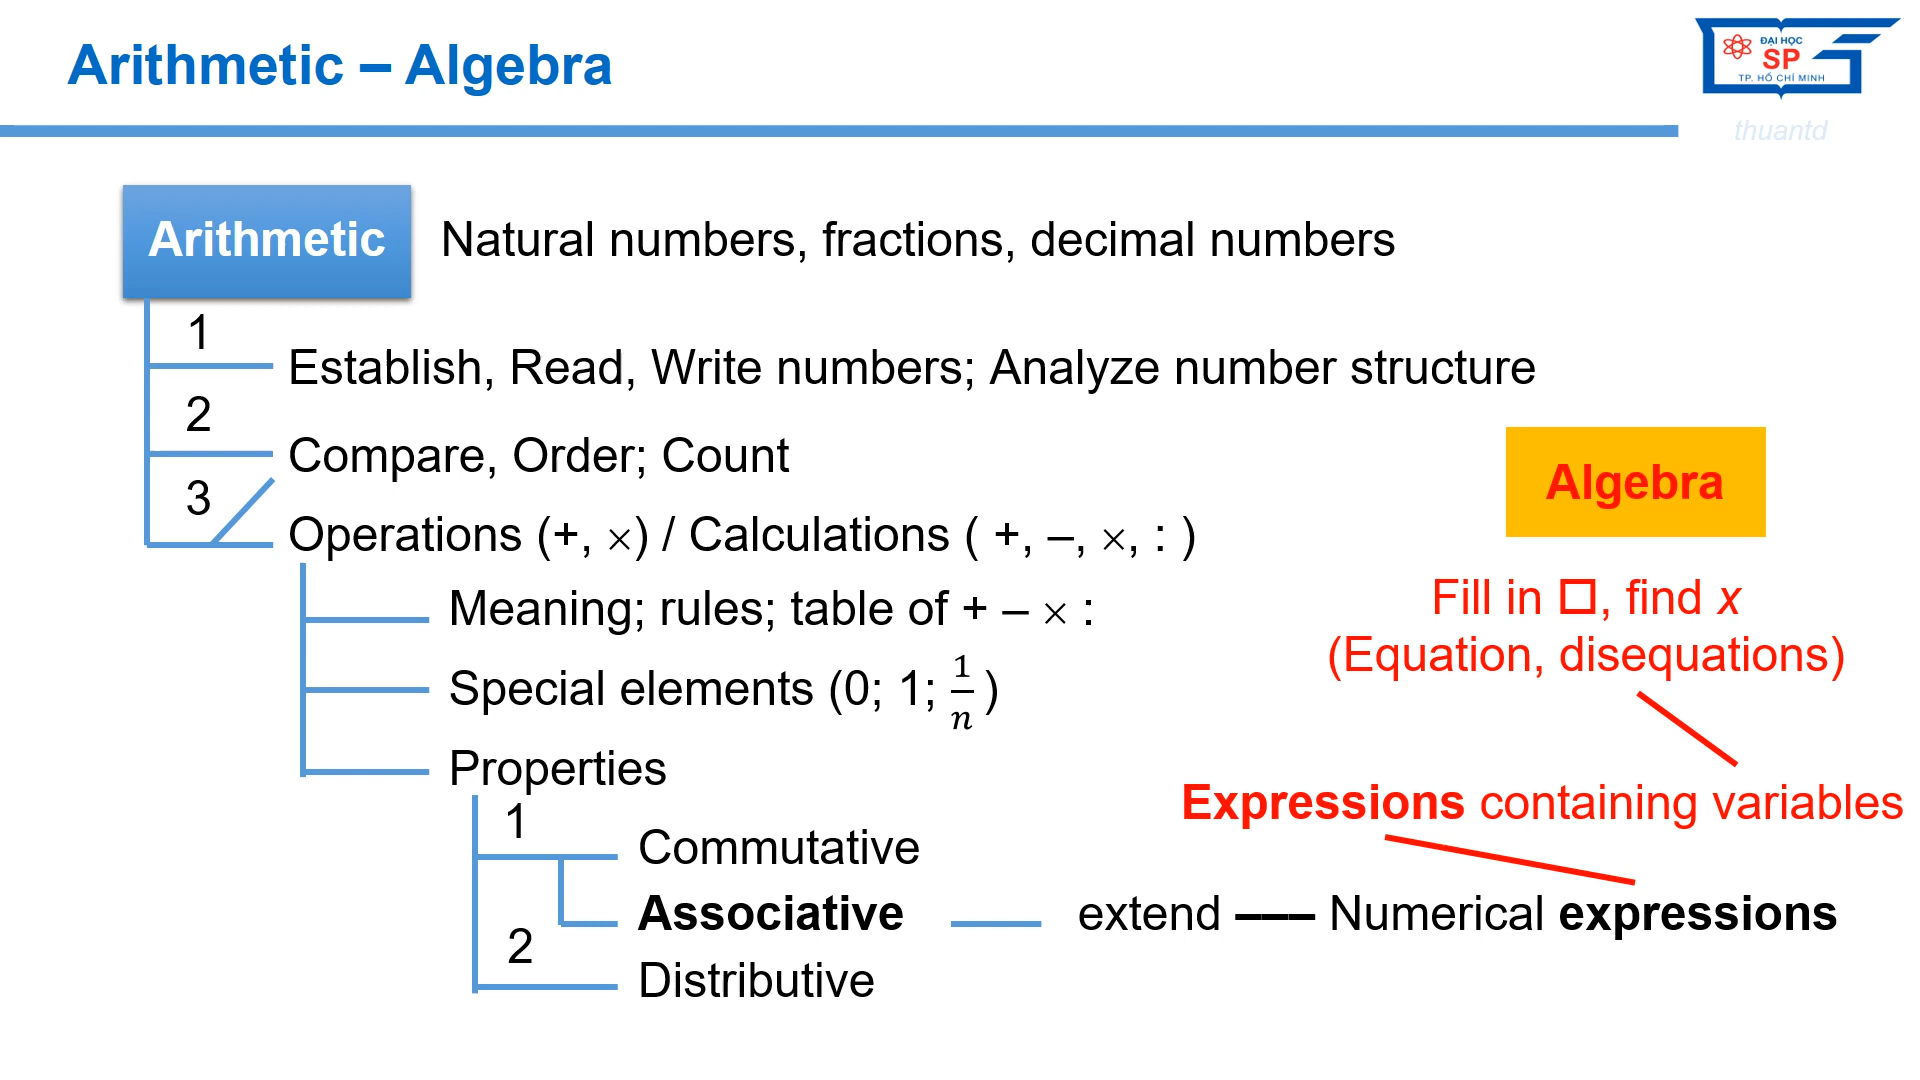 Arithmetic – Algebra
ĐẠI HỌC
SP
TP. HỒ CHÍ MINH
thuantd
Arithmetic
Natural numbers, fractions, decimal numbers
1
Establish, Read, Write numbers; Analyze number structure
2
Compare, Order; Count
3
Operations (+, ×) / Calculations ( +, –, ×, : )
Algebra
Fill in □, find x
(Equation, disequations)
Meaning; rules; table of + – × :
Special elements (0; 1; 1/n )
Properties
Expressions containing variables
1
Commutative
Associative
extend ––– Numerical expressions
2
Distributive